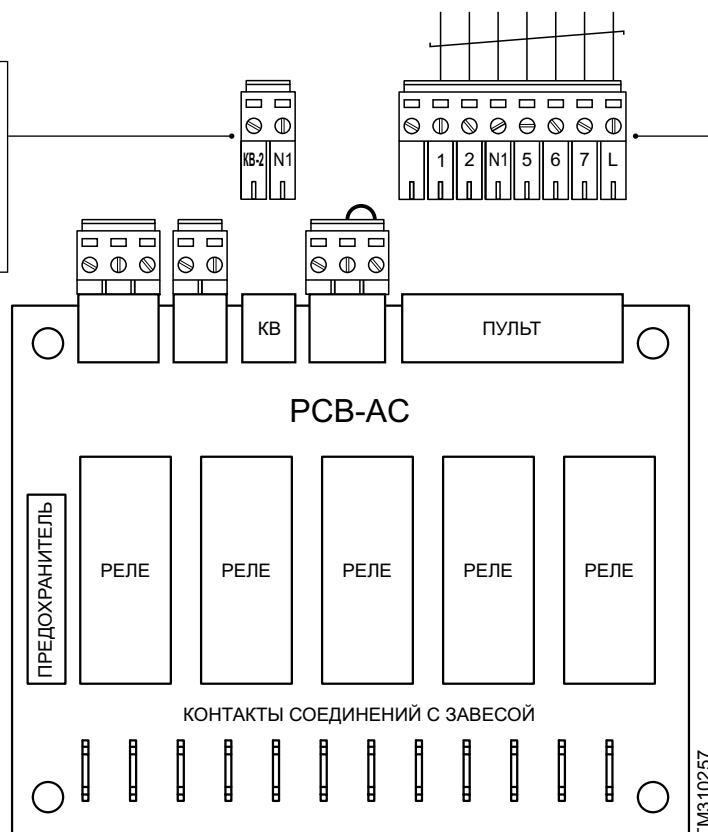 КВ-2 N1
1 2 N1 5 6 7 L
КВ
ПУЛЬТ
PCB-AC
ПРЕДОХРАНИТЕЛЬ
РЕЛЕ РЕЛЕ РЕЛЕ РЕЛЕ РЕЛЕ
КОНТАКТЫ СОЕДИНЕНИЙ С ЗАВЕСОЙ